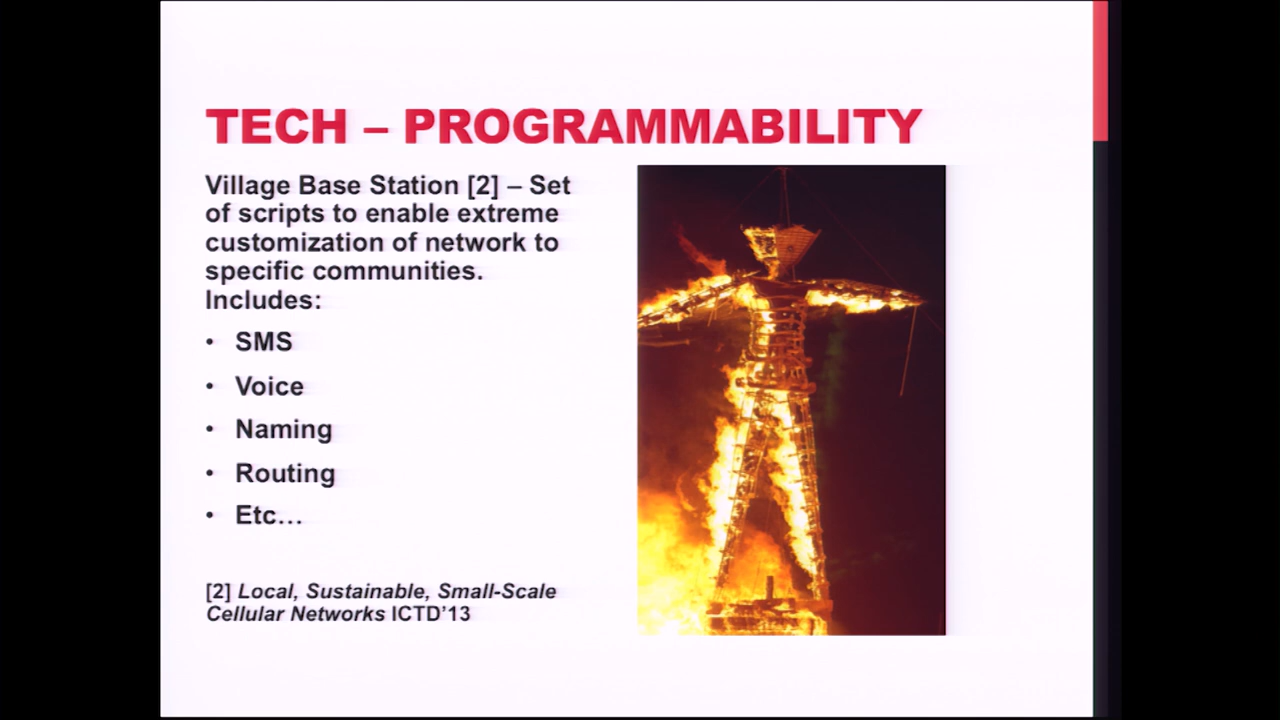 TECH – PROGRAMMABILITY
Village Base Station [2] – Set
of scripts to enable extreme
customization of network to
specific communities.
Includes:
• SMS
• Voice
• Naming
• Routing
• Etc…
[2] Local, Sustainable, Small-Scale
Cellular Networks ICTD’13